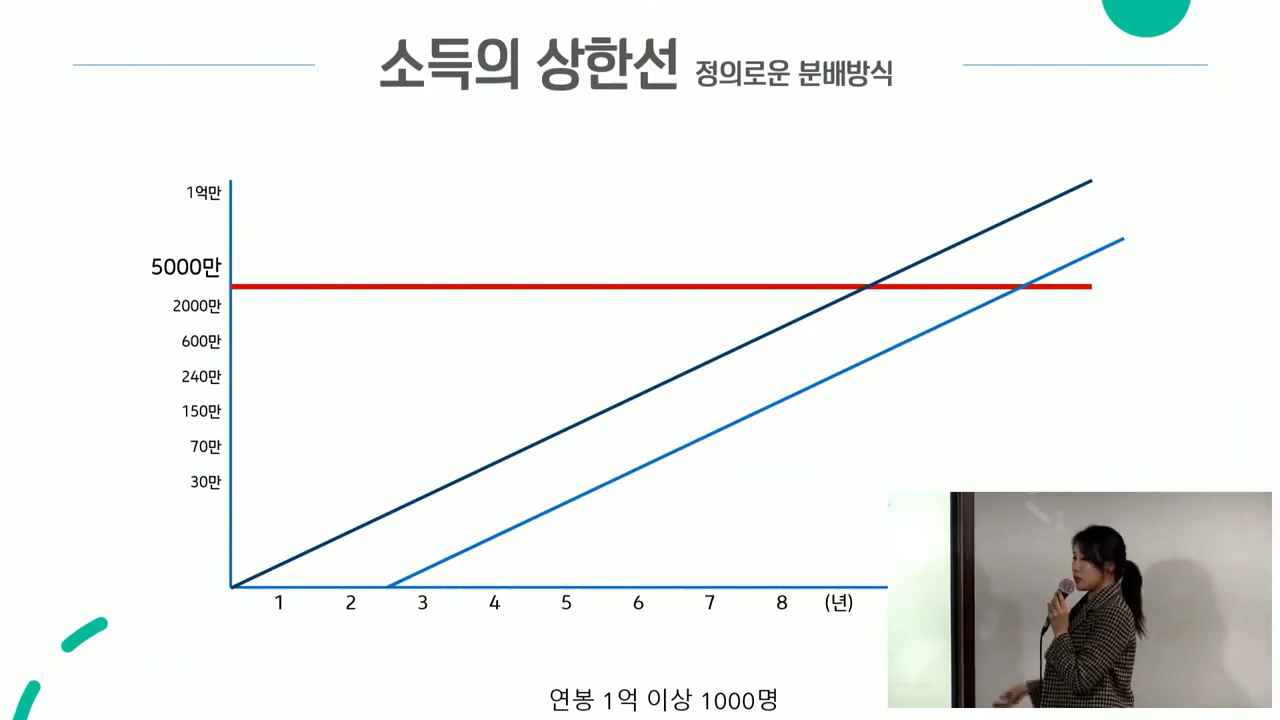 소득의 상한선 정의로운 분배방식
1억만
5000만
2000만
600만
240만
150만
70만
30만
1 2 3 4 5 6 7 8 (년)
연봉 1억 이상 1000명